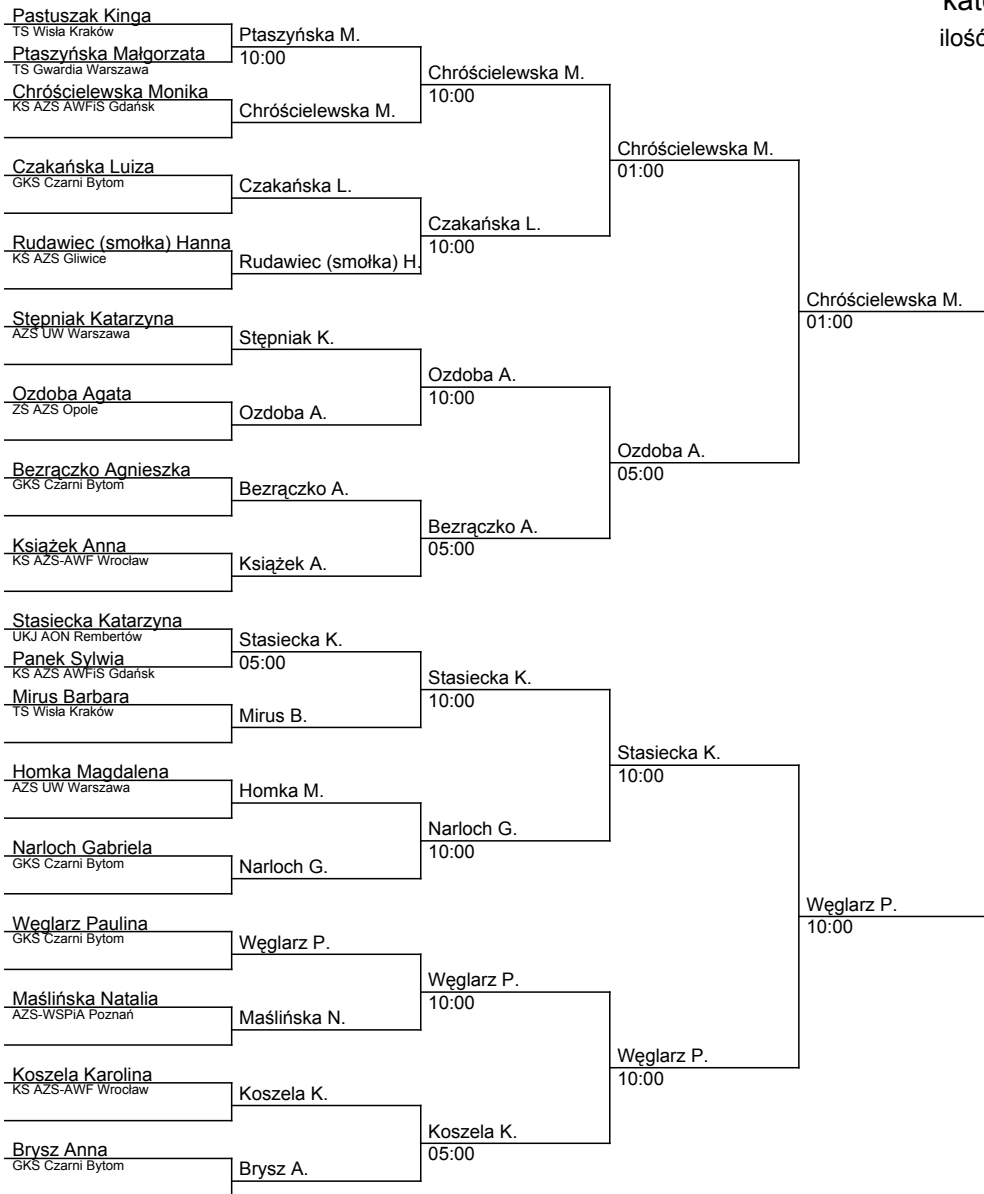 kat
ilość
Pastuszak Kinga
TS Wisła Kraków
Ptaszyńska Małgorzata
TS Gwardia Warszawa
Chróścielewska Monika
KS AZS AWFiS Gdańsk
Czakańska Luiza
GKS Czarni Bytom
Rudawiec (smołka) Hanna
KS AZS Gliwice
Stępniak Katarzyna
AZS UW Warszawa
Ozdoba Agata
ZS AZS Opole
Bezrączko Agnieszka
GKS Czarni Bytom
Książek Anna
KS AZS-AWF Wrocław
Stasiecka Katarzyna
UKJ AON Rembertów
Panek Sylwia
KS AZS AWFiS Gdańsk
Mirus Barbara
TS Wisła Kraków
Homka Magdalena
AZS UW Warszawa
Narloch Gabriela
GKS Czarni Bytom
Węglarz Paulina
GKS Czarni Bytom
Maślińska Natalia
AZS-WSPiA Poznań
Koszela Karolina
KS AZS-AWF Wrocław
Brysz Anna
GKS Czarni Bytom
Ptaszyńska M.
10:00
Chróścielewska M.
Czakańska L.
Rudawiec (smołka) H.
Stępniak K.
Ozdoba A.
Bezrączko A.
Książek A.
Stasiecka K.
05:00
Mirus B.
Homka M.
Narloch G.
Węglarz P.
Maślińska N.
Koszela K.
Brysz A.
Chróścielewska M.
10:00
Czakańska L.
10:00
Ozdoba A.
10:00
Bezrączko A.
05:00
Stasiecka K.
10:00
Narloch G.
10:00
Węglarz P.
10:00
Koszela K.
05:00
Chróścielewska M.
01:00
Ozdoba A.
05:00
Stasiecka K.
10:00
Węglarz P.
10:00
Chróścielewska M.
01:00
Węglarz P.
10:00